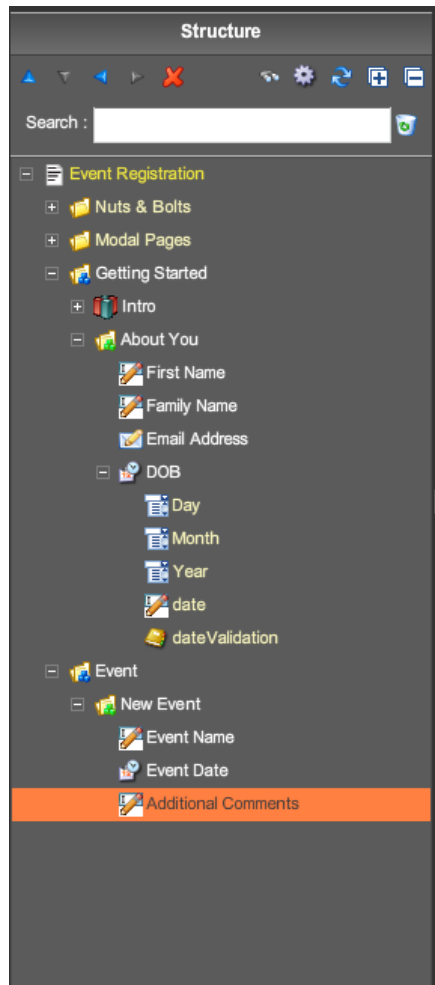 Structure
Search :
Event Registration
Nuts & Bolts
Modal Pages
Getting Started
Intro
About You
First Name
Family Name
Email Address
DOB
Day
Month
Year
date
dateValidation
Event
New Event
Event Name
Event Date
Additional Comments